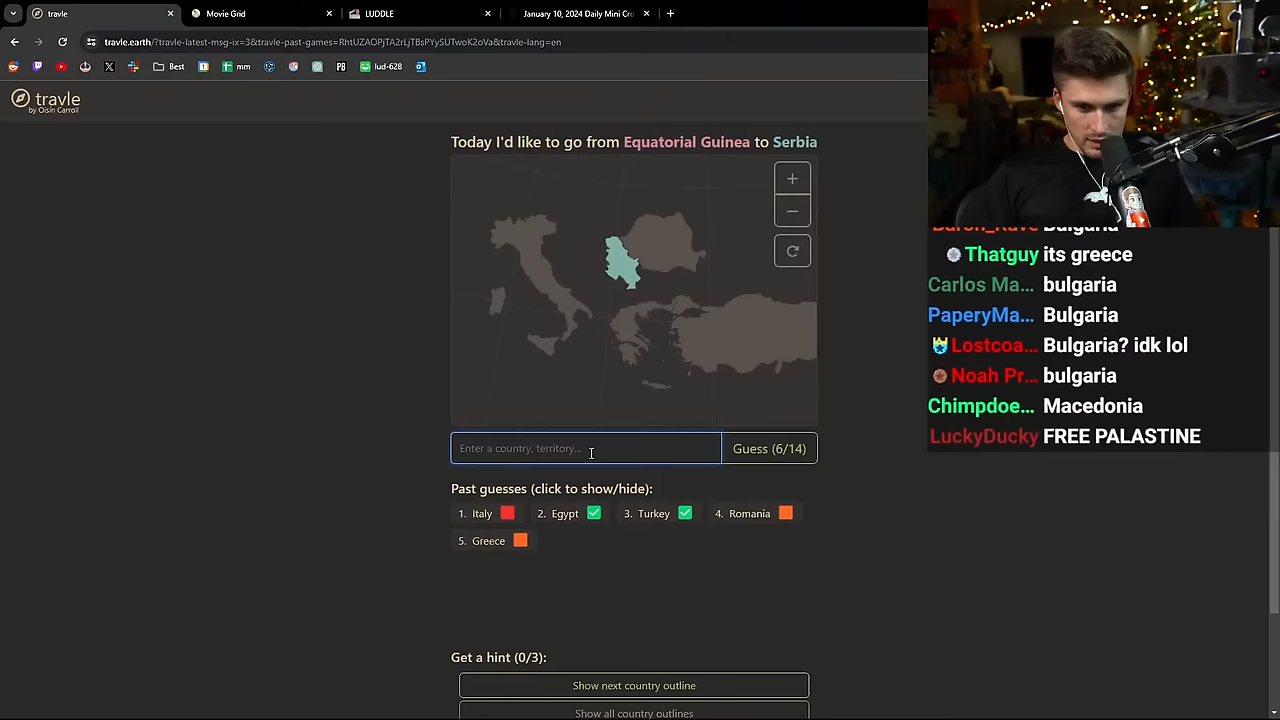 travle
Movie Grid
LUDDLE
January 10, 2024 Daily Mini Cro
travle.earth/?travle-latest-msg-ix=3&travle-past-games=RhtUZAOPjTA2rLjTBsPYySUTwoK2oVa&travle-lang=en
Best
mm
iud-628
travle
by Oisín Carroll
Today I'd like to go from Equatorial Guinea to Serbia
+
−
Enter a country, territory...
Guess (6/14)
Past guesses (click to show/hide):
1. Italy
2. Egypt
3. Turkey
4. Romania
5. Greece
Get a hint (0/3):
Show next country outline
Show all country outlines
Bulgaria
Thatguy its greece
Carlos Ma... bulgaria
PaperyMa... Bulgaria
Lostcoa... Bulgaria? idk lol
Noah Pr... bulgaria
Chimpdoe... Macedonia
LuckyDucky FREE PALASTINE